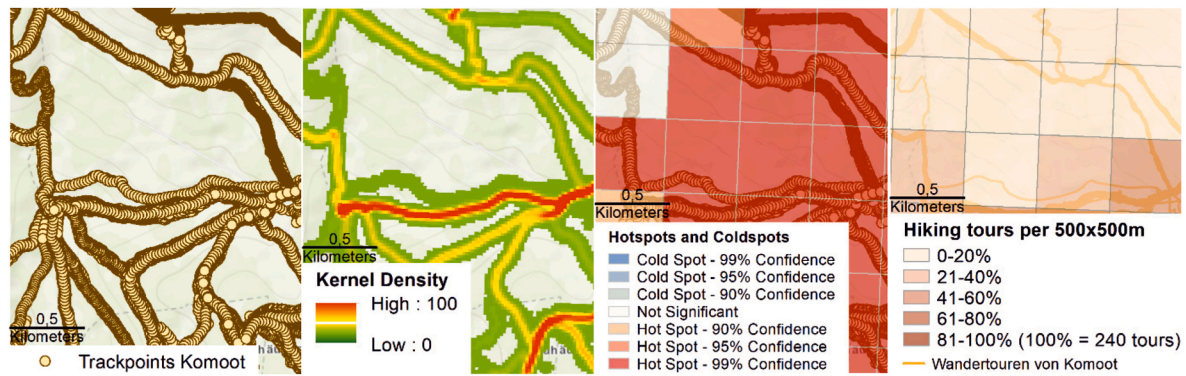 0,5
Kilometers
Trackpoints Komoot
0,5
Kilometers
Kernel Density
High : 100
Low : 0
0,5
Kilometers
Hotspots and Coldspots
Cold Spot - 99% Confidence
Cold Spot - 95% Confidence
Cold Spot - 90% Confidence
Not Significant
Hot Spot - 90% Confidence
Hot Spot - 95% Confidence
Hot Spot - 99% Confidence
0,5
Kilometers
Hiking tours per 500x500m
0-20%
21-40%
41-60%
61-80%
81-100% (100% = 240 tours)
Wandertouren von Komoot